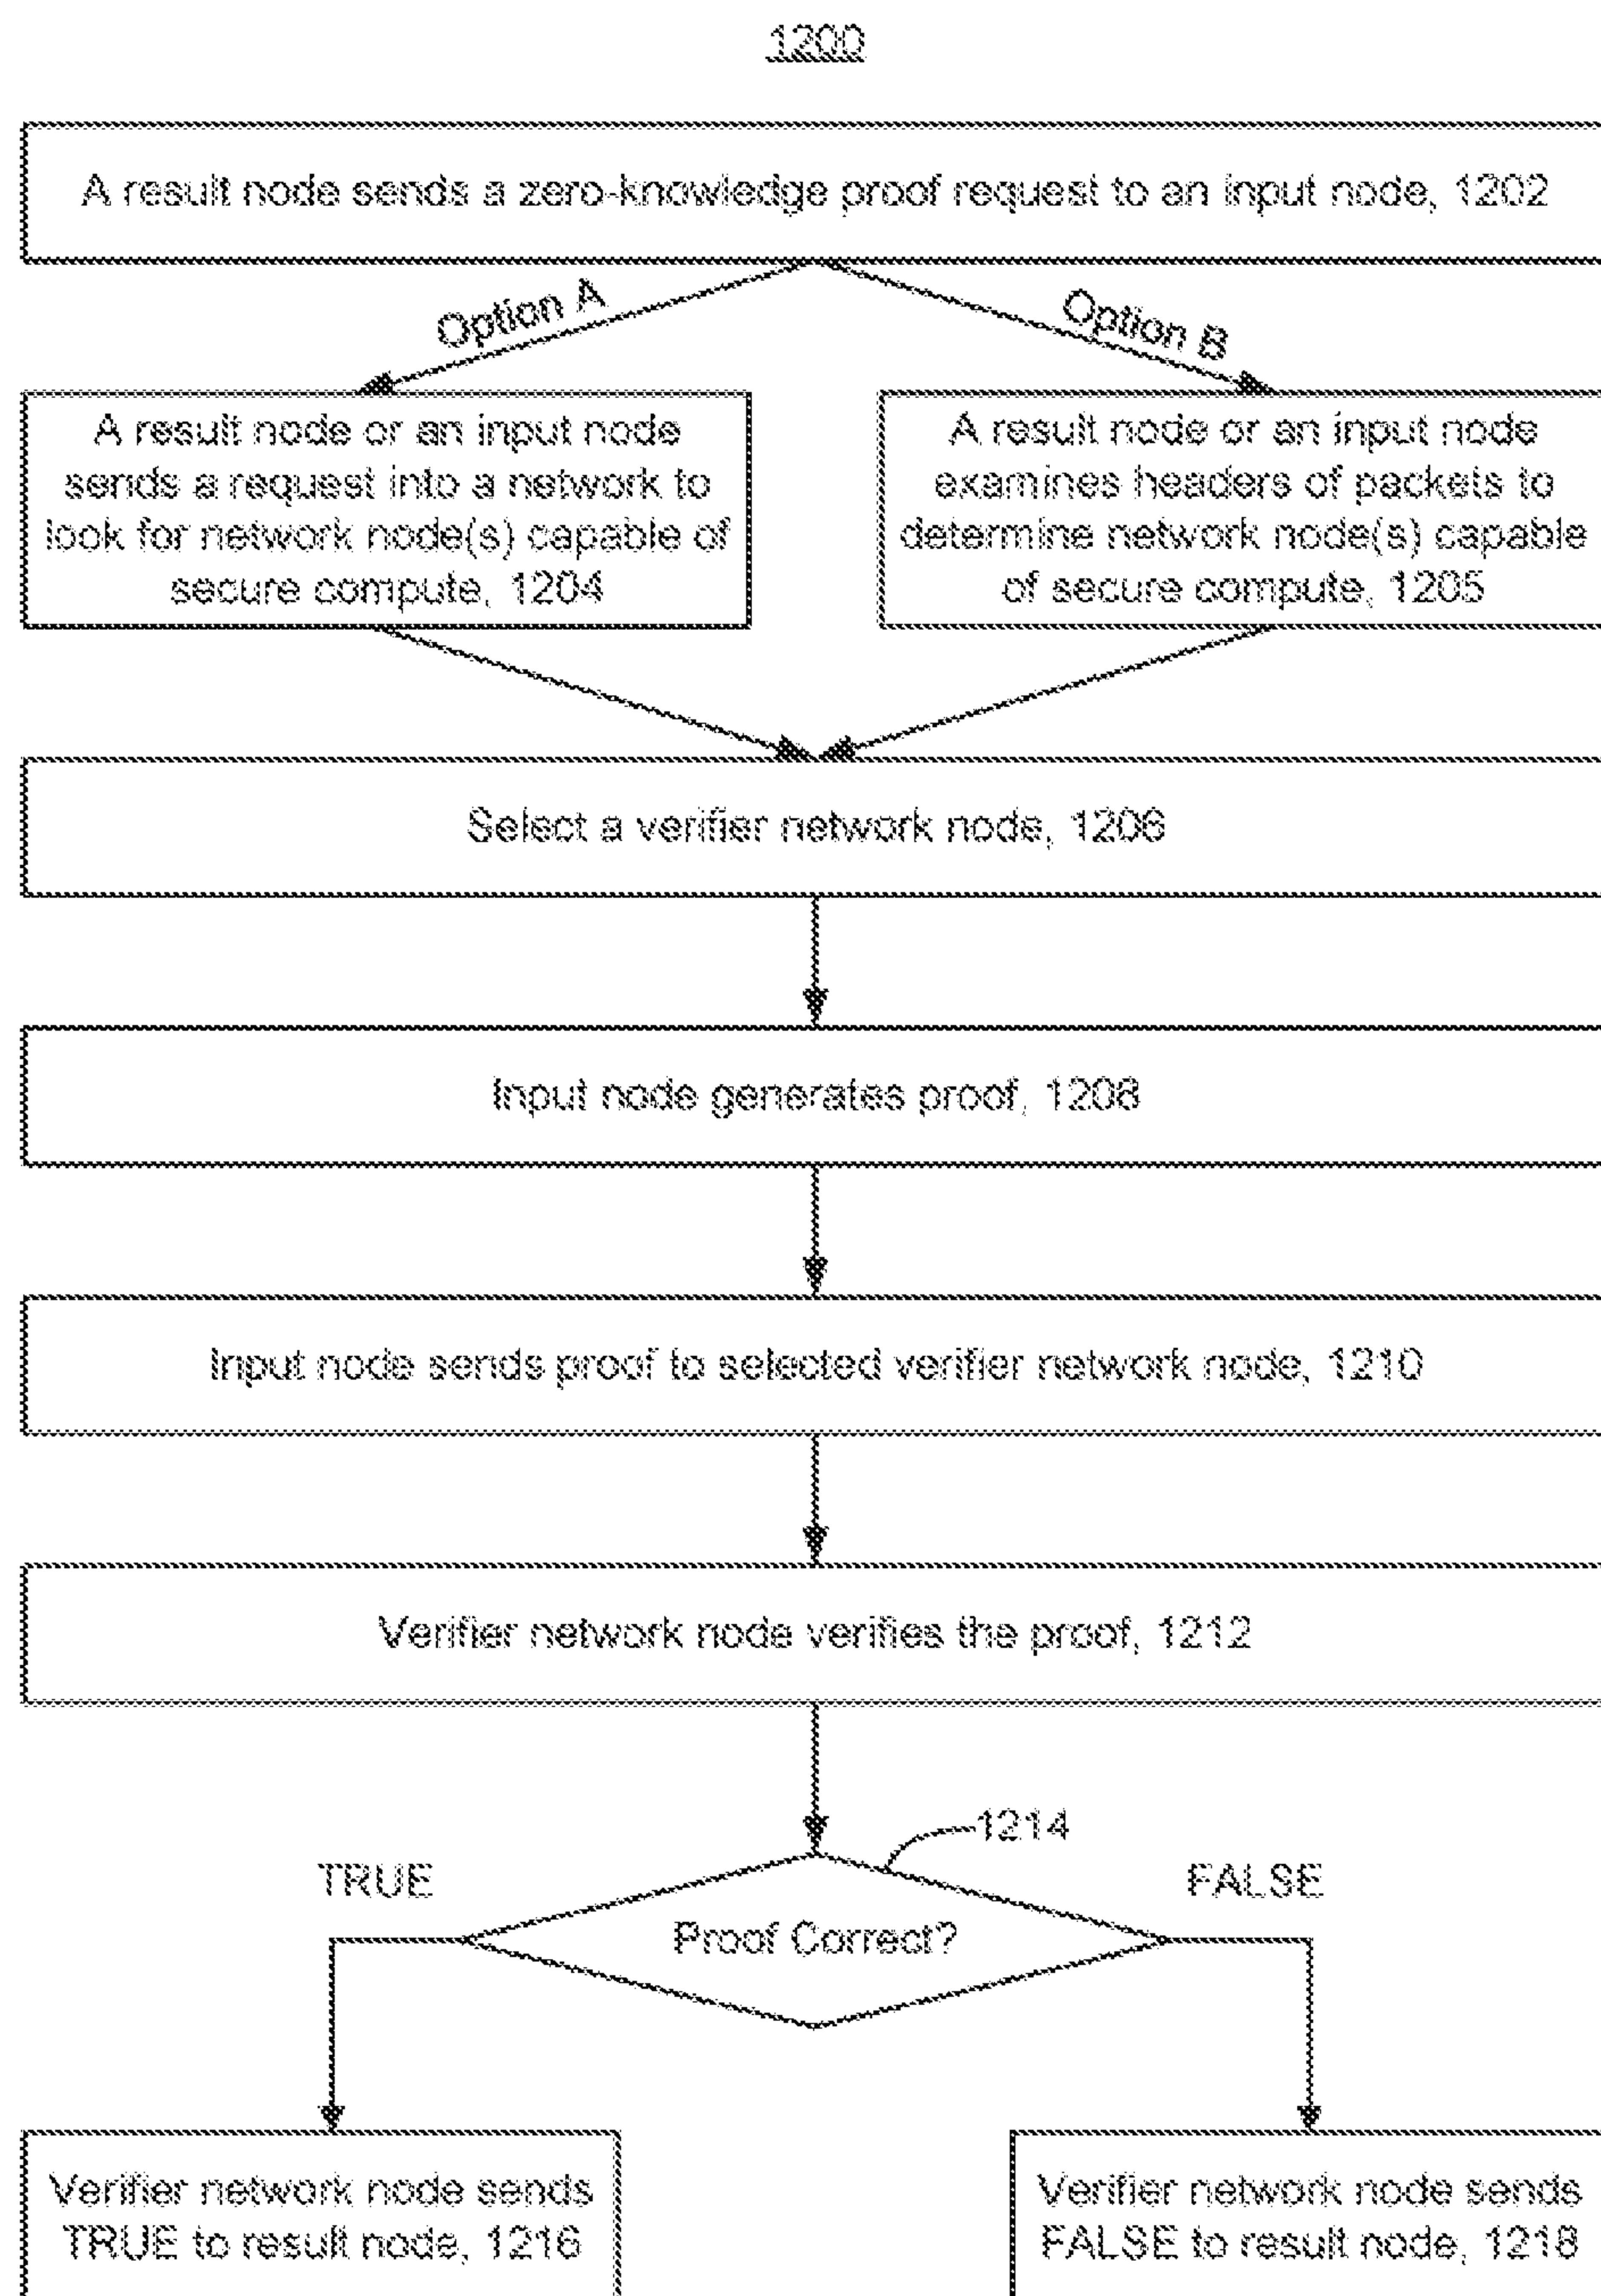 1200
A result node sends a zero-knowledge proof request to an input node, 1202
Option A
Option B
A result node or an input node
sends a request into a network to
look for network node(s) capable of
secure compute, 1204
A result node or an input node
examines headers of packets to
determine network node(s) capable
of secure compute, 1205
Select a verifier network node, 1206
Input node generates proof, 1208
Input node sends proof to selected verifier network node, 1210
Verifier network node verifies the proof, 1212
1214
TRUE
FALSE
Proof Correct?
Verifier network node sends
TRUE to result node, 1216
Verifier network node sends
FALSE to result node, 1218